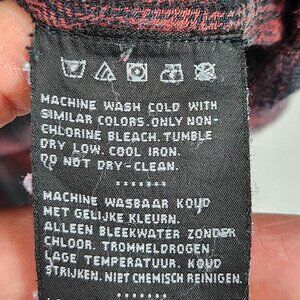 MACHINE WASH COLD WITH
SIMILAR COLORS. ONLY NON-
CHLORINE BLEACH. TUMBLE
DRY LOW. COOL IRON.
DO NOT DRY-CLEAN.
MACHINE WASBAAR KOUD
MET GELIJKE KLEURN.
ALLEEN BLEEKWATER ZONDER
CHLOOR. TROMMELDROGEN.
LAGE TEMPERATUUR. KOUD
STRIJKEN. NIET CHEMISCH REINIGEN.